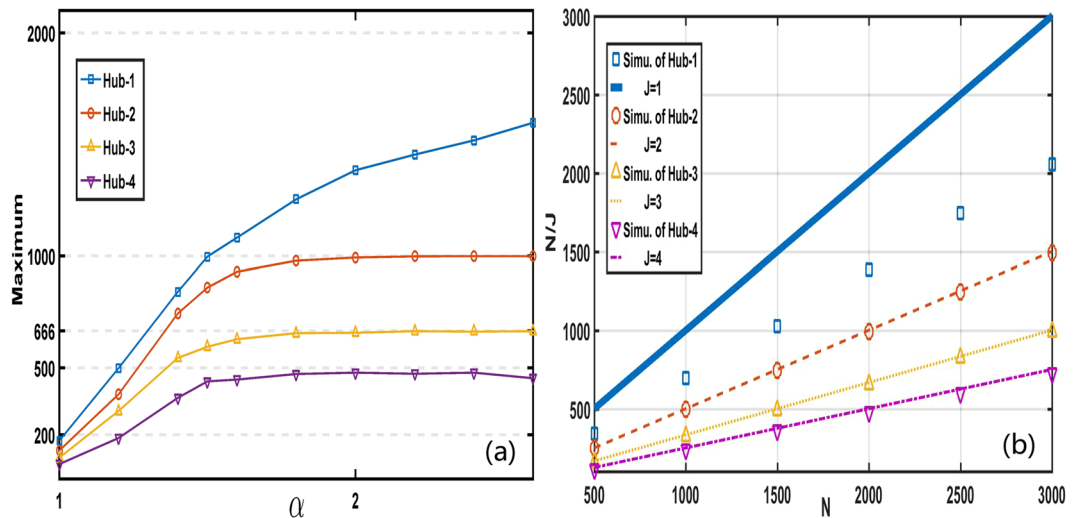 2000
1000
666
500
200
Maximum
Hub-1
Hub-2
Hub-3
Hub-4
(a)
1
2
α
3000
2500
2000
1500
1000
500
N/J
Simu. of Hub-1
J=1
Simu. of Hub-2
J=2
Simu. of Hub-3
J=3
Simu. of Hub-4
J=4
(b)
500
1000
1500
2000
2500
3000
N